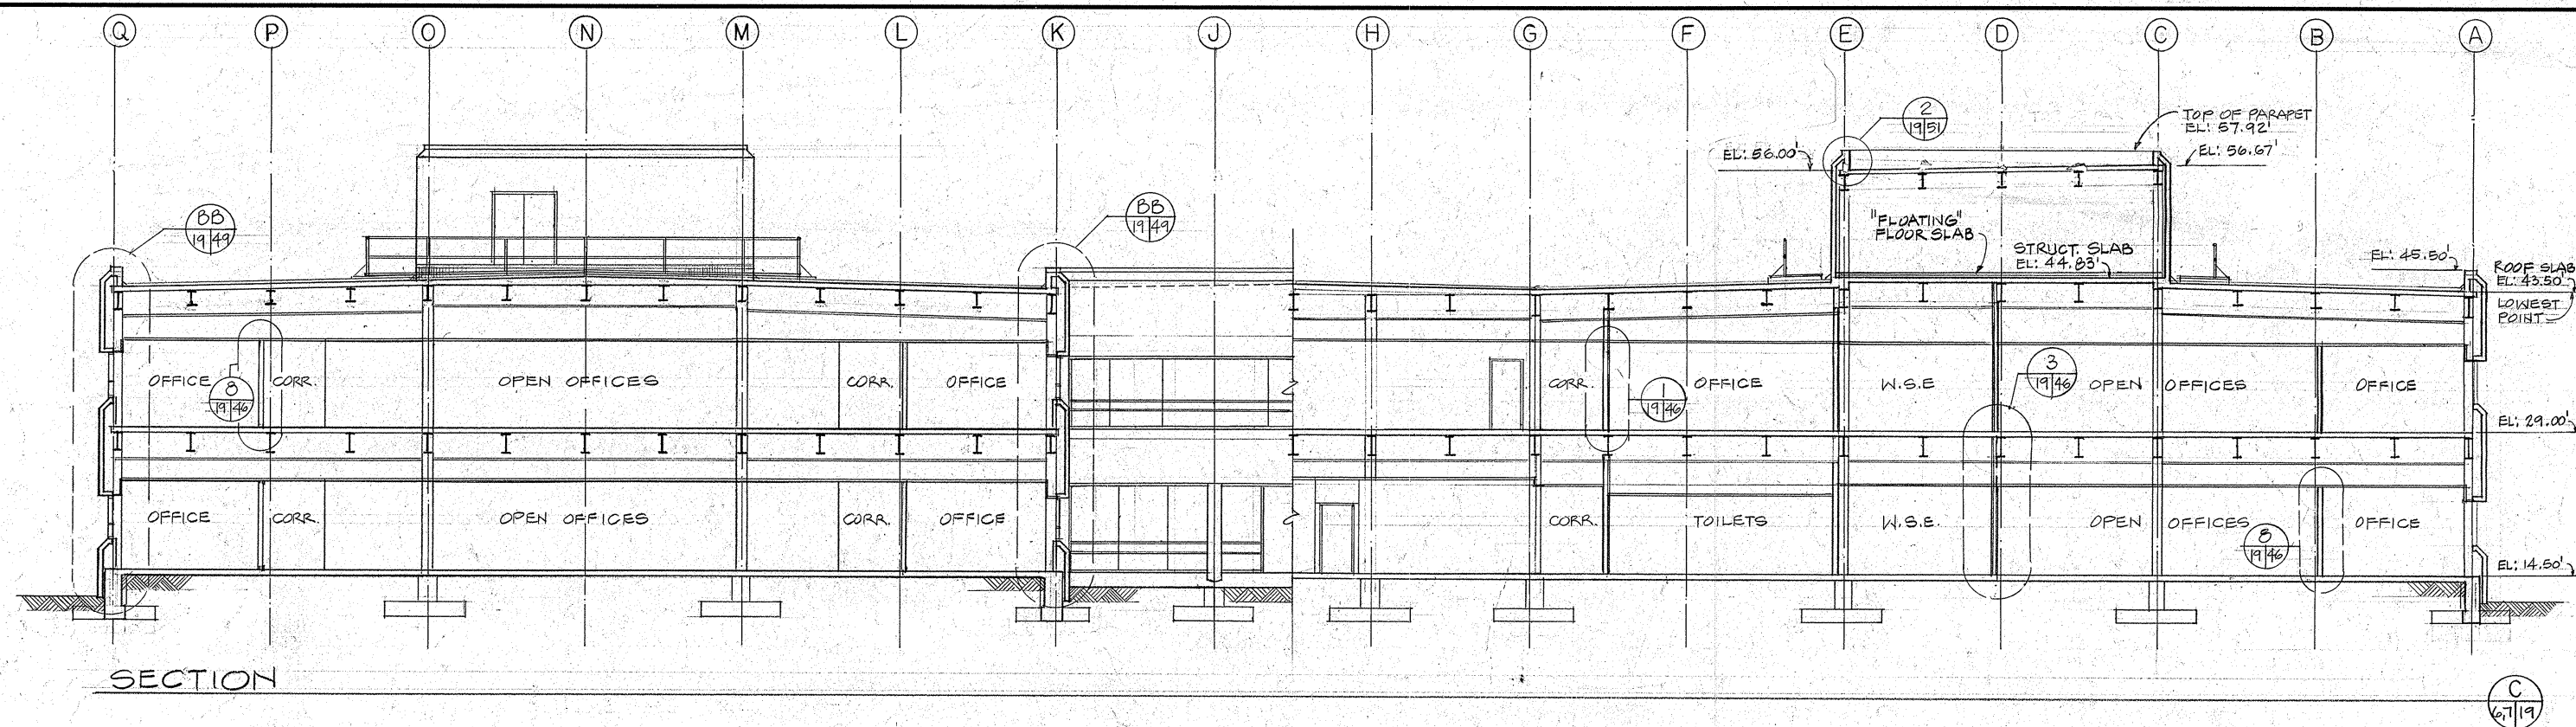 Q P O N M L K J H G F E D C B A
2
19 51
TOP OF PARAPET
EL: 57.92'
EL: 56.00'
EL: 56.67'
BB
19 49
BB
19 49
"FLOATING"
FLOOR SLAB
STRUCT. SLAB
EL: 44.83'
EL: 45.50'
ROOF SLAB
EL: 43.50'
LOWEST
POINT
OFFICE CORR. OPEN OFFICES CORR. OFFICE CORR. OFFICE W.S.E OPEN OFFICES OFFICE
8
19 46
1
19 46
3
19 46
EL: 29.00'
OFFICE CORR. OPEN OFFICES CORR. OFFICE CORR. TOILETS W.S.E. OPEN OFFICES OFFICE
8
19 46
EL: 14.50'
SECTION
C
6,7 19